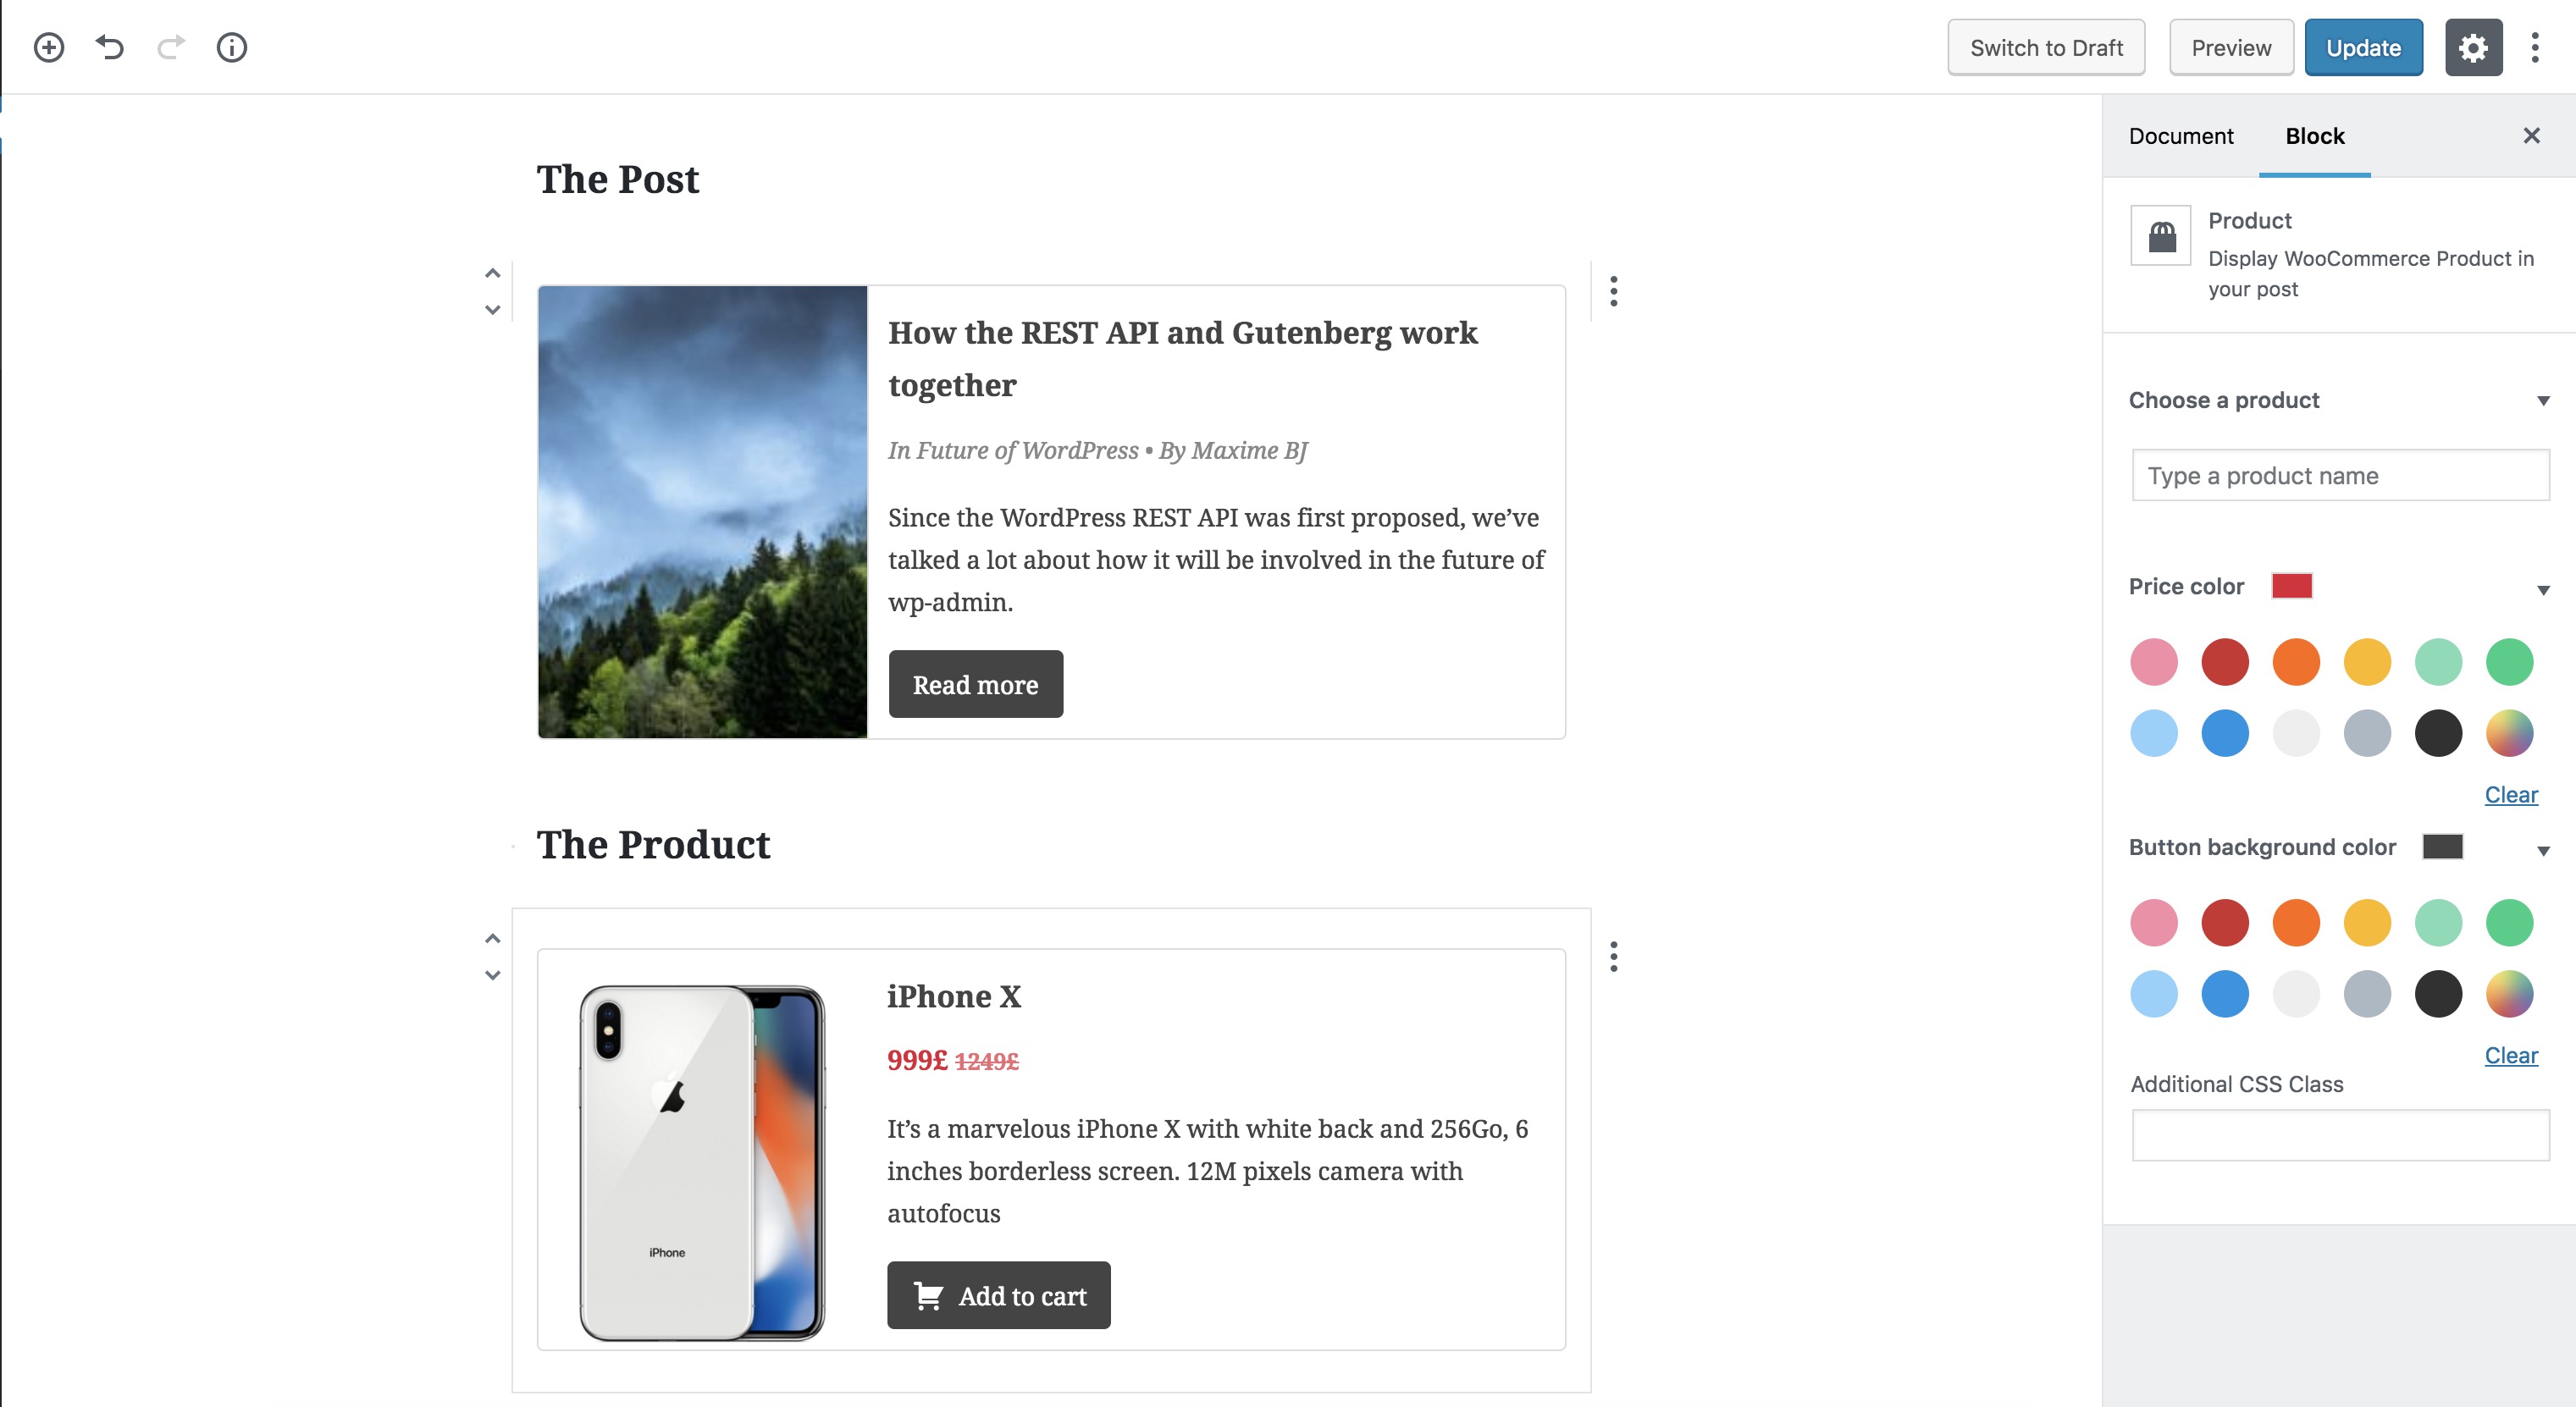 Switch to Draft
Preview
Update
Document
Block
The Post
Product
Display WooCommerce Product in
your post
How the REST API and Gutenberg work
together
In Future of WordPress • By Maxime BJ
Since the WordPress REST API was first proposed, we’ve
talked a lot about how it will be involved in the future of
wp-admin.
Read more
Choose a product
Type a product name
Price color
Clear
The Product
Button background color
iPhone X
999£ 1249£
It’s a marvelous iPhone X with white back and 256Go, 6
inches borderless screen. 12M pixels camera with
autofocus
iPhone
Add to cart
Clear
Additional CSS Class